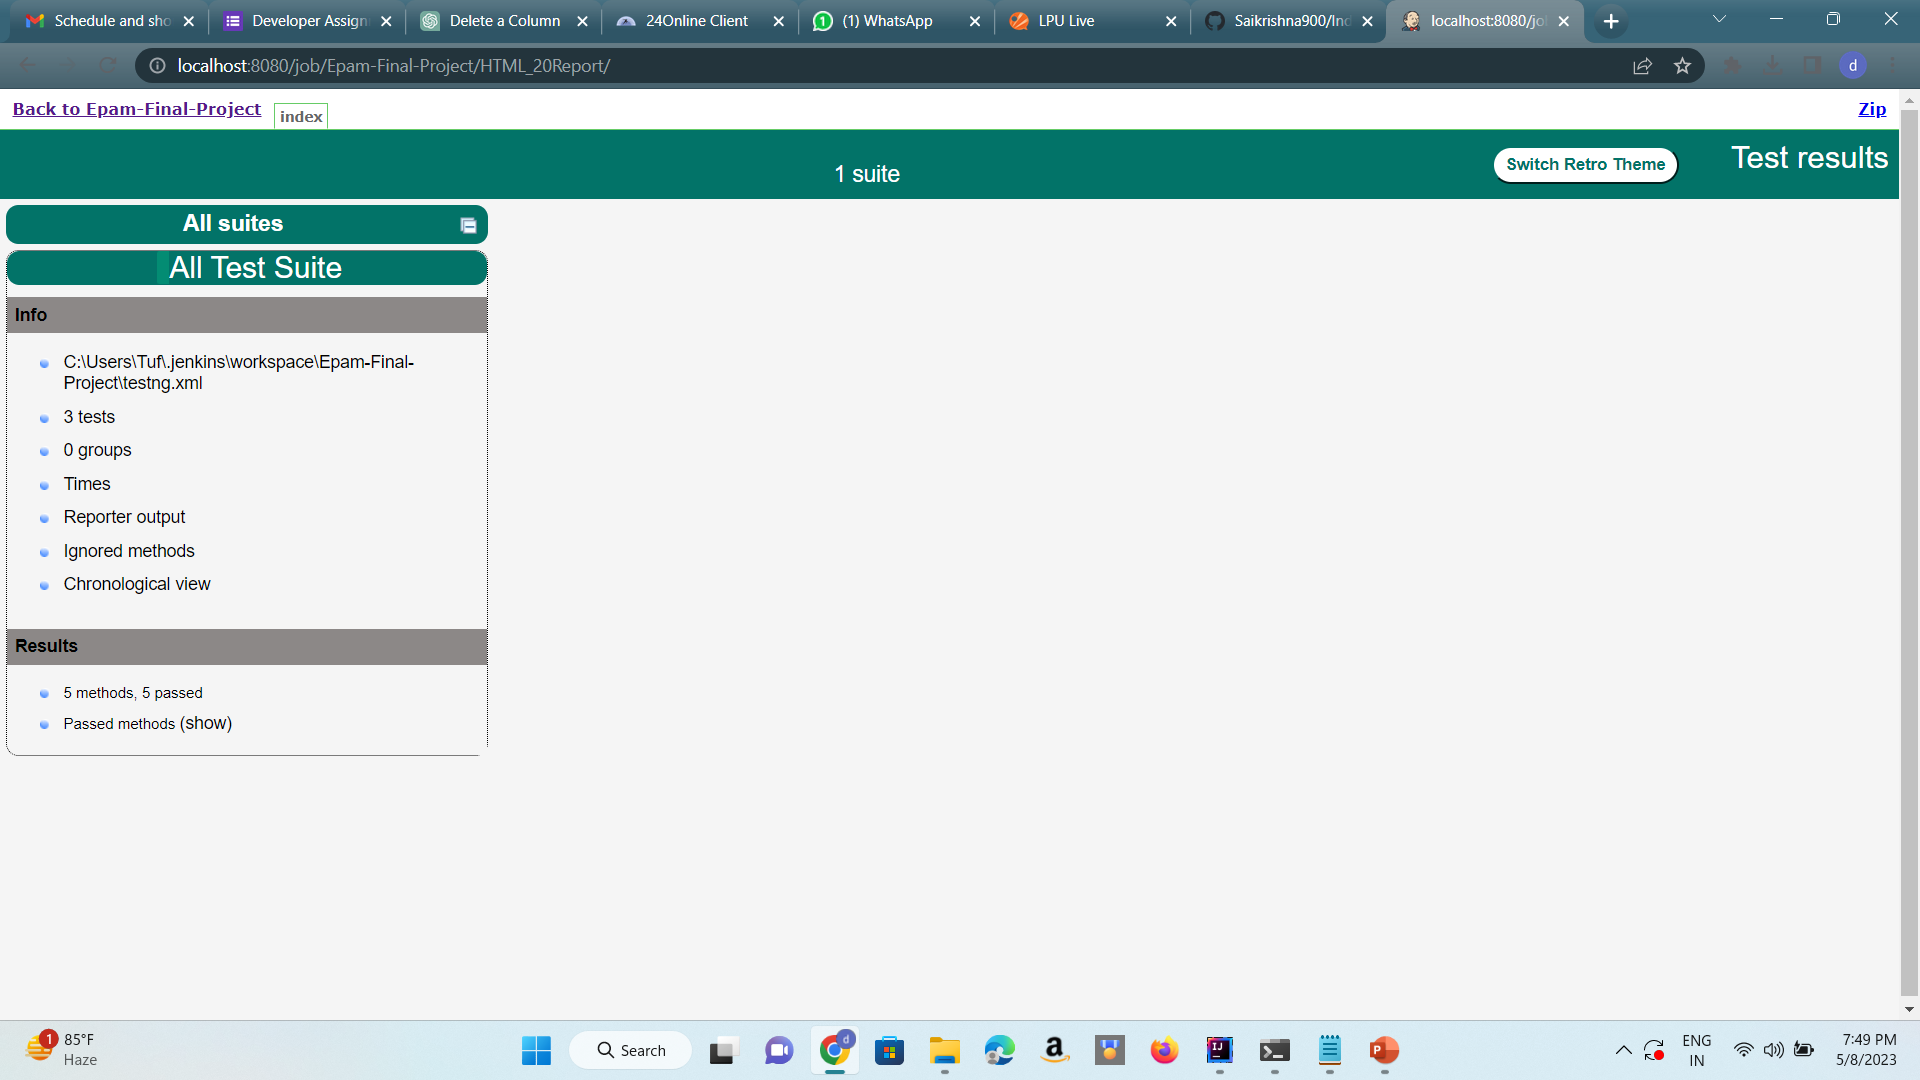 Schedule and sho
Developer Assign
Delete a Column
24Online Client
(1) WhatsApp
LPU Live
Saikrishna900/Ind
localhost:8080/jo
localhost:8080/job/Epam-Final-Project/HTML_20Report/
d
Back to Epam-Final-Project
index
Zip
1 suite
Switch Retro Theme
Test results
All suites
All Test Suite
Info
C:\Users\Tuf\.jenkins\workspace\Epam-Final-
Project\testng.xml
3 tests
0 groups
Times
Reporter output
Ignored methods
Chronological view
Results
5 methods, 5 passed
Passed methods (show)
1
85°F
Haze
Search
d
a
IJ
P
ENG
IN
7:49 PM
5/8/2023